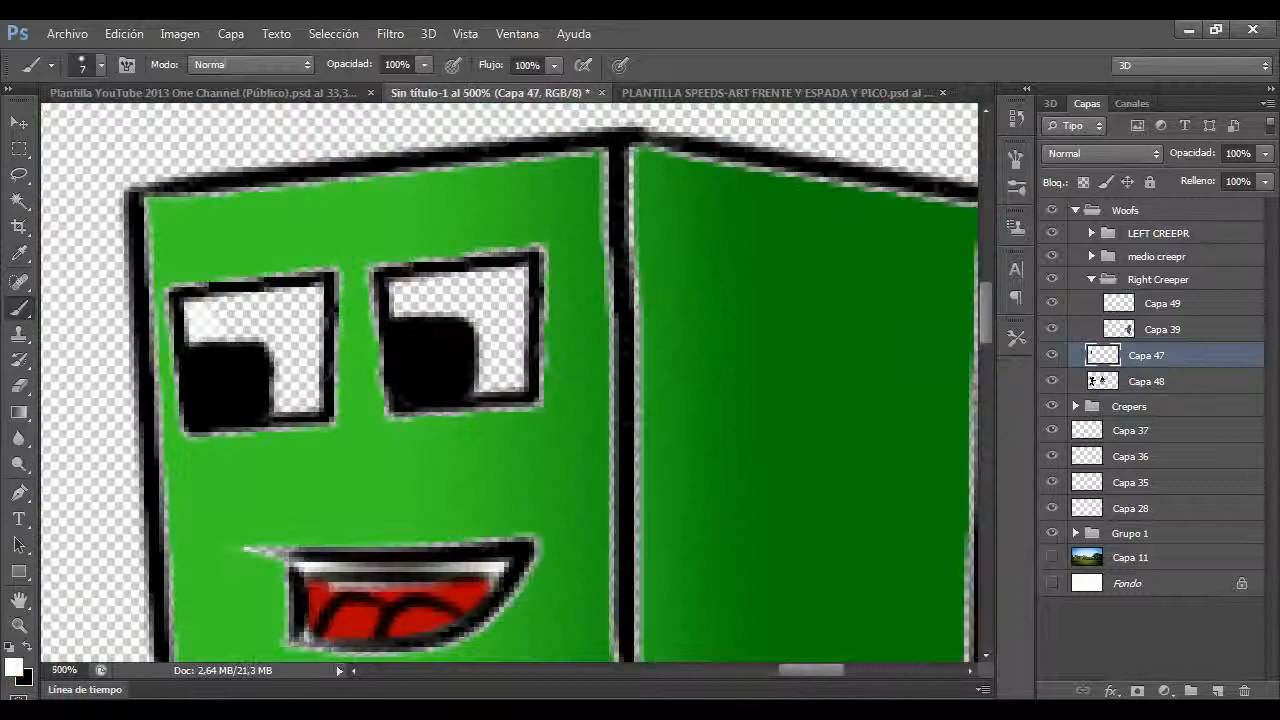 Ps Archivo Edición Imagen Capa Texto Selección Filtro 3D Vista Ventana Ayuda
7 Modo: Norma Opacidad: 100% Flujo: 100% 3D
Plantilla YouTube 2013 One Channel (Público).psd al 33,3... × Sin título-1 al 500% (Capa 47, RGB/8) * × PLANTILLA SPEEDS-ART FRENTE Y ESPADA Y PICO.psd al ... ×
3D Capas Canales
Tipo
Normal Opacidad: 100%
Bloq.: Relleno: 100%
Woofs
LEFT CREEPR
medio creepr
Right Creeper
Capa 49
Capa 39
Capa 47
Capa 48
Crepers
Capa 37
Capa 36
Capa 35
Capa 28
Grupo 1
Capa 11
Fondo
500% Doc: 2,64 MB/21,3 MB
Línea de tiempo